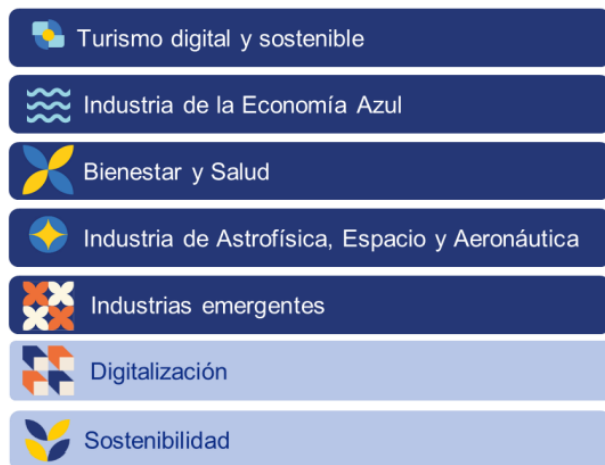 Turismo digital y sostenible
Industria de la Economía Azul
Bienestar y Salud
Industria de Astrofísica, Espacio y Aeronáutica
Industrias emergentes
Digitalización
Sostenibilidad